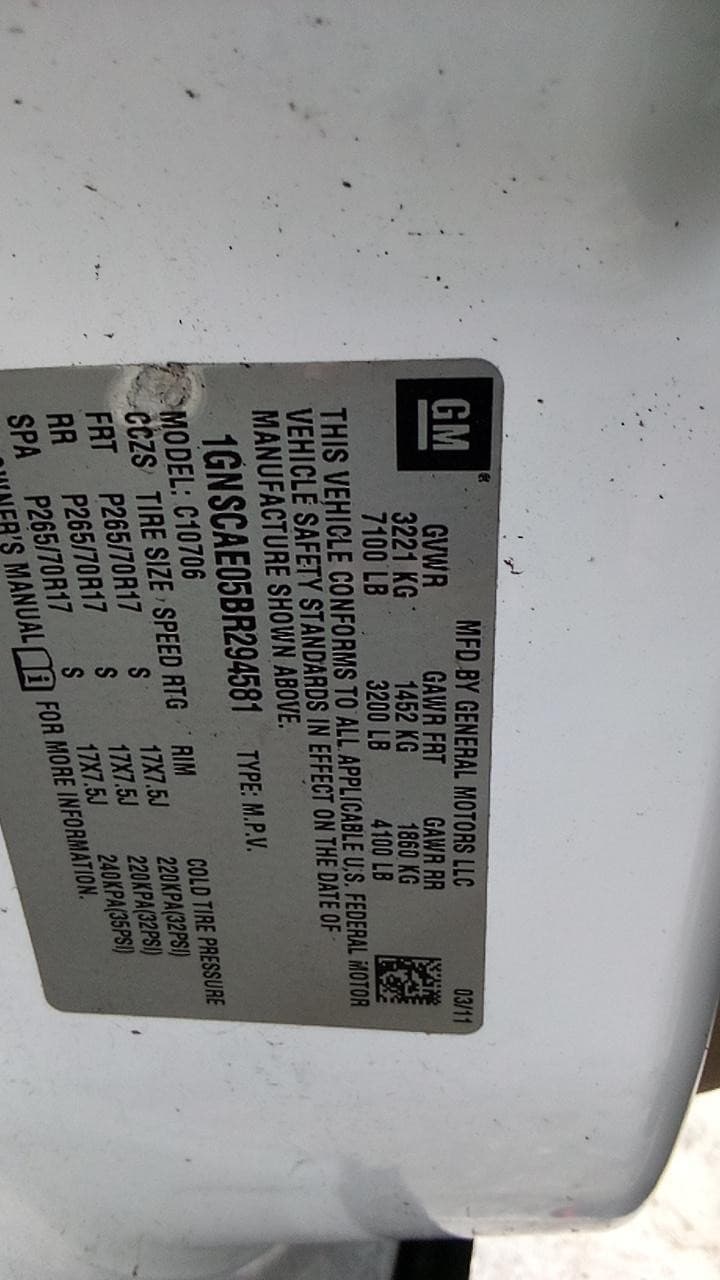 GM®
MFD BY GENERAL MOTORS LLC 03/11
GVWR GAWR FRT GAWR RR
3221 KG 1452 KG 1860 KG
7100 LB 3200 LB 4100 LB
THIS VEHICLE CONFORMS TO ALL APPLICABLE U.S. FEDERAL MOTOR
VEHICLE SAFETY STANDARDS IN EFFECT ON THE DATE OF
MANUFACTURE SHOWN ABOVE.
1GNSCAE05BR294581 TYPE: M.P.V.
MODEL: C10706
CCZS TIRE SIZE SPEED RTG RIM COLD TIRE PRESSURE
FRT P265/70R17 S 17X7.5J 220KPA(32PSI)
RR P265/70R17 S 17X7.5J 220KPA(32PSI)
SPA P265/70R17 S 17X7.5J 240KPA(35PSI)
OWNER'S MANUAL FOR MORE INFORMATION.